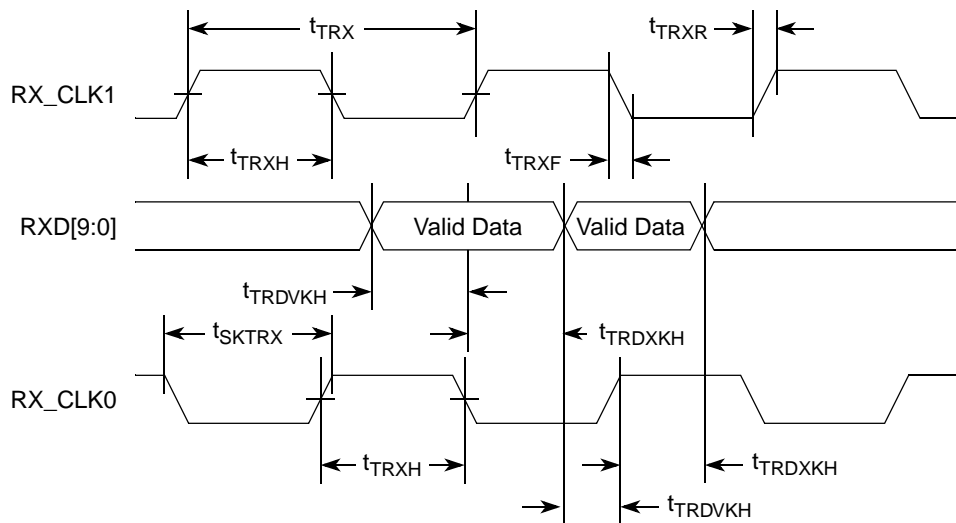 tTRX
tTRXR
RX_CLK1
tTRXH
tTRXF
RXD[9:0]
Valid Data
Valid Data
tTRDVKH
tSKTRX
tTRDXKH
RX_CLK0
tTRXH
tTRDXKH
tTRDVKH